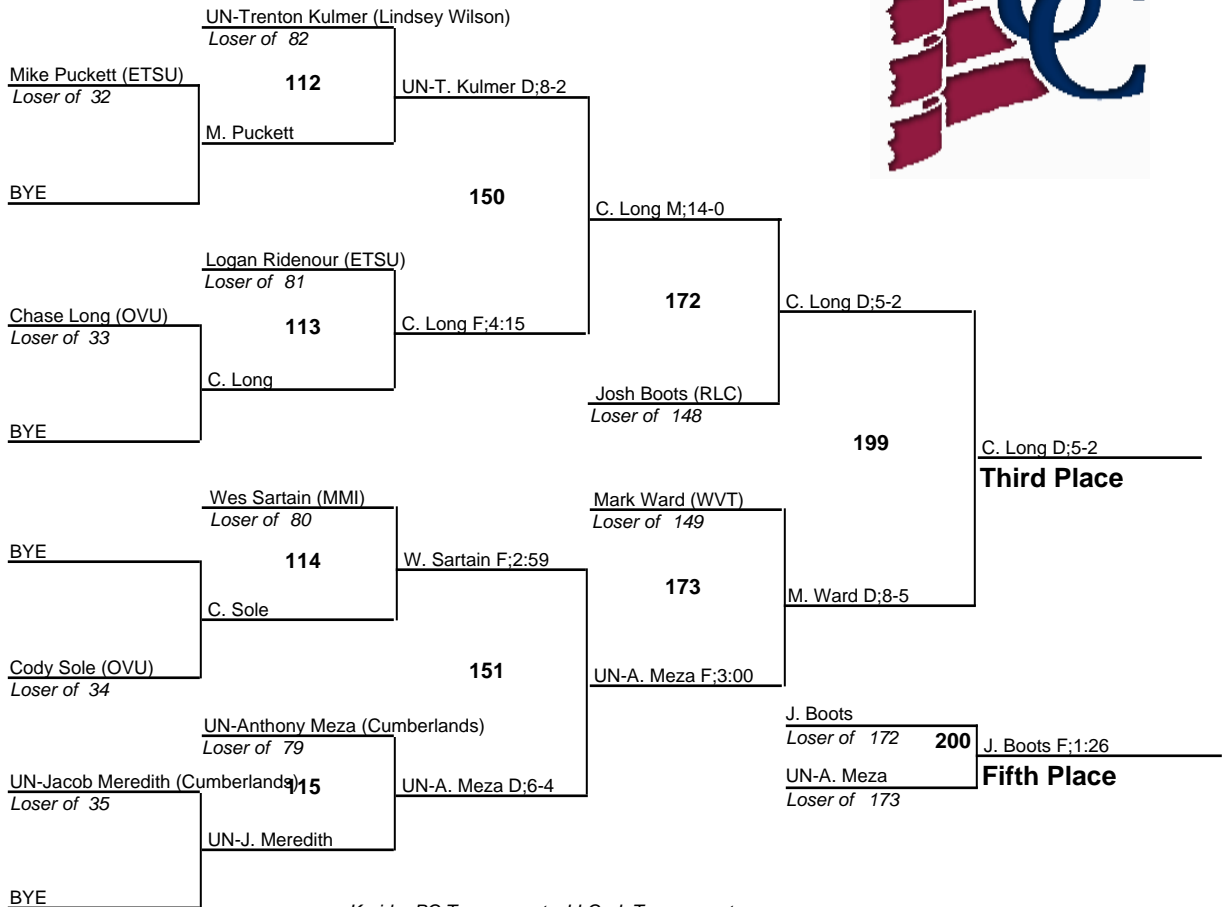 UN-Trenton Kulmer (Lindsey Wilson)
Loser of 82
Mike Puckett (ETSU)
Loser of 32
112
UN-T. Kulmer D;8-2
M. Puckett
BYE
150
C. Long M;14-0
Logan Ridenour (ETSU)
Loser of 81
Chase Long (OVU)
Loser of 33
113
C. Long F;4:15
172
C. Long D;5-2
C. Long
Josh Boots (RLC)
Loser of 148
BYE
199
C. Long D;5-2
Third Place
Wes Sartain (MMI)
Loser of 80
Mark Ward (WVT)
Loser of 149
BYE
114
W. Sartain F;2:59
173
M. Ward D;8-5
C. Sole
Cody Sole (OVU)
Loser of 34
151
UN-A. Meza F;3:00
UN-Anthony Meza (Cumberlands)
Loser of 79
J. Boots
Loser of 172
200
J. Boots F;1:26
Fifth Place
UN-A. Meza
Loser of 173
UN-Jacob Meredith (Cumberlands)
Loser of 35
115
UN-A. Meza D;6-4
UN-J. Meredith
BYE